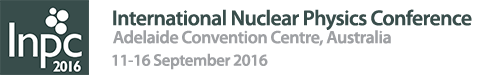 Inpc
2016
International Nuclear Physics Conference
Adelaide Convention Centre, Australia
11-16 September 2016